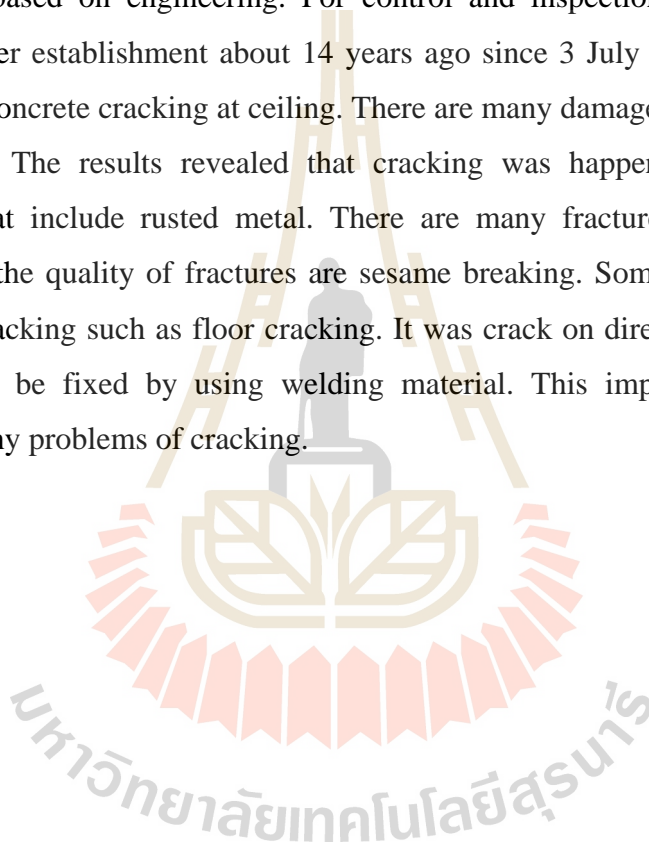 based on engineering. For control and inspection
er establishment about 14 years ago since 3 July
oncrete cracking at ceiling. There are many damage
The results revealed that cracking was happen
at include rusted metal. There are many fracture
the quality of fractures are sesame breaking. Som
acking such as floor cracking. It was crack on dire
be fixed by using welding material. This imp
ny problems of cracking.
มหาวิทยาลัยเทคโนโลยีสุรนารี